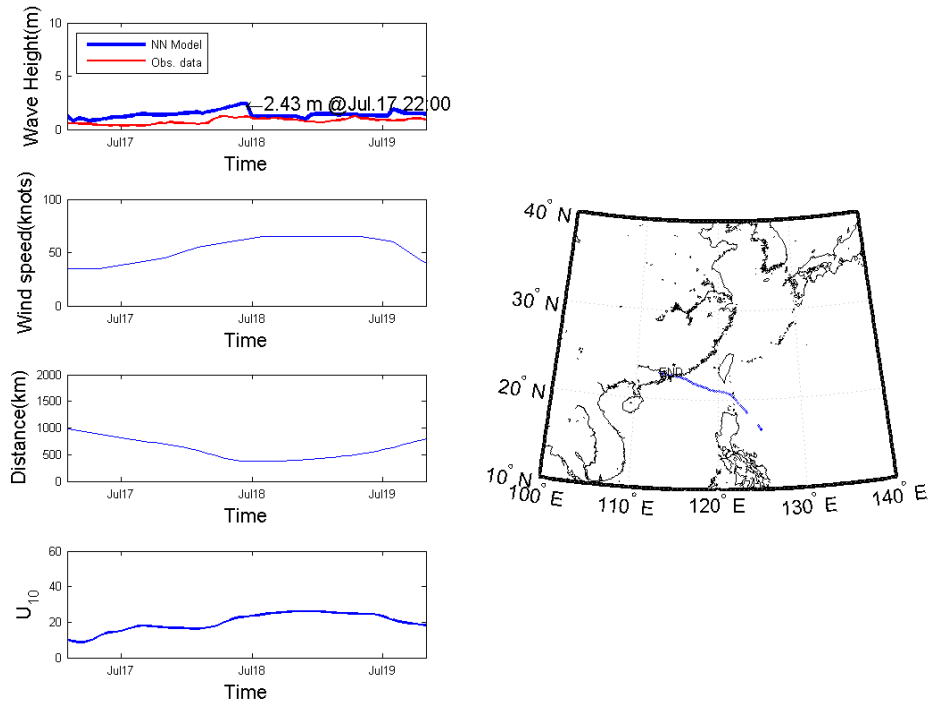 10
5
0
Wave Height(m)
NN Model
Obs. data
2.43 m @Jul.17 22:00
Jul17
Jul18
Jul19
Time
100
50
0
Wind speed(knots)
Jul17
Jul18
Jul19
Time
2000
1500
1000
500
0
Distance(km)
Jul17
Jul18
Jul19
Time
60
40
20
0
U10
Jul17
Jul18
Jul19
Time
40° N
30° N
20° N
10° N
END
100° E
110° E
120° E
130° E
140° E